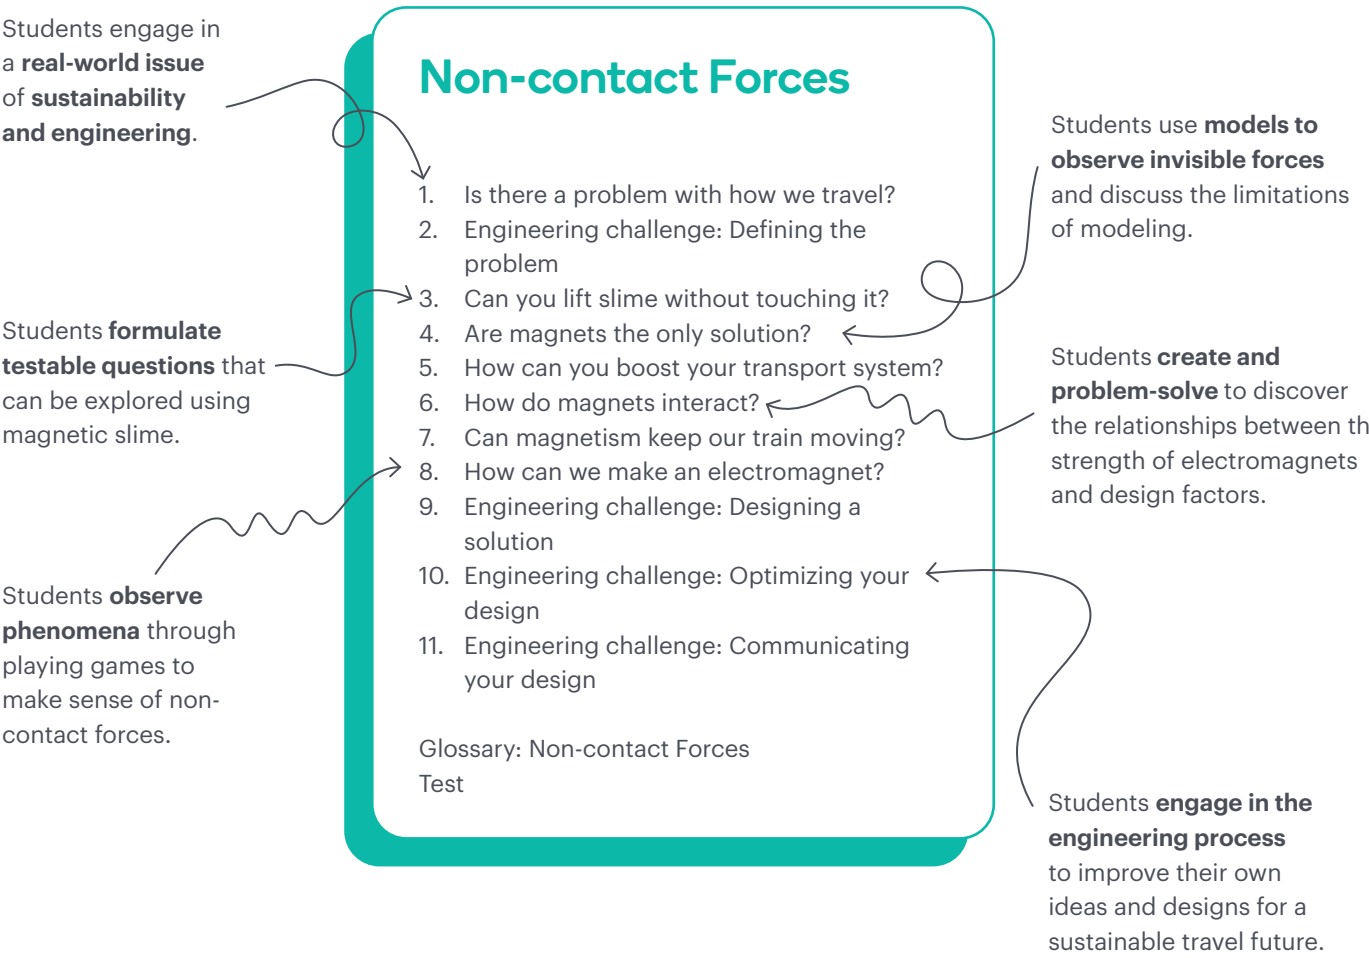 Students engage in
a real-world issue
of sustainability
and engineering.
Students formulate
testable questions that
can be explored using
magnetic slime.
Students observe
phenomena through
playing games to
make sense of non-
contact forces.
Non-contact Forces
1. Is there a problem with how we travel?
2. Engineering challenge: Defining the
problem
3. Can you lift slime without touching it?
4. Are magnets the only solution?
5. How can you boost your transport system?
6. How do magnets interact?
7. Can magnetism keep our train moving?
8. How can we make an electromagnet?
9. Engineering challenge: Designing a
solution
10. Engineering challenge: Optimizing your
design
11. Engineering challenge: Communicating
your design
Glossary: Non-contact Forces
Test
Students use models to
observe invisible forces
and discuss the limitations
of modeling.
Students create and
problem-solve to discover
the relationships between th
strength of electromagnets
and design factors.
Students engage in the
engineering process
to improve their own
ideas and designs for a
sustainable travel future.